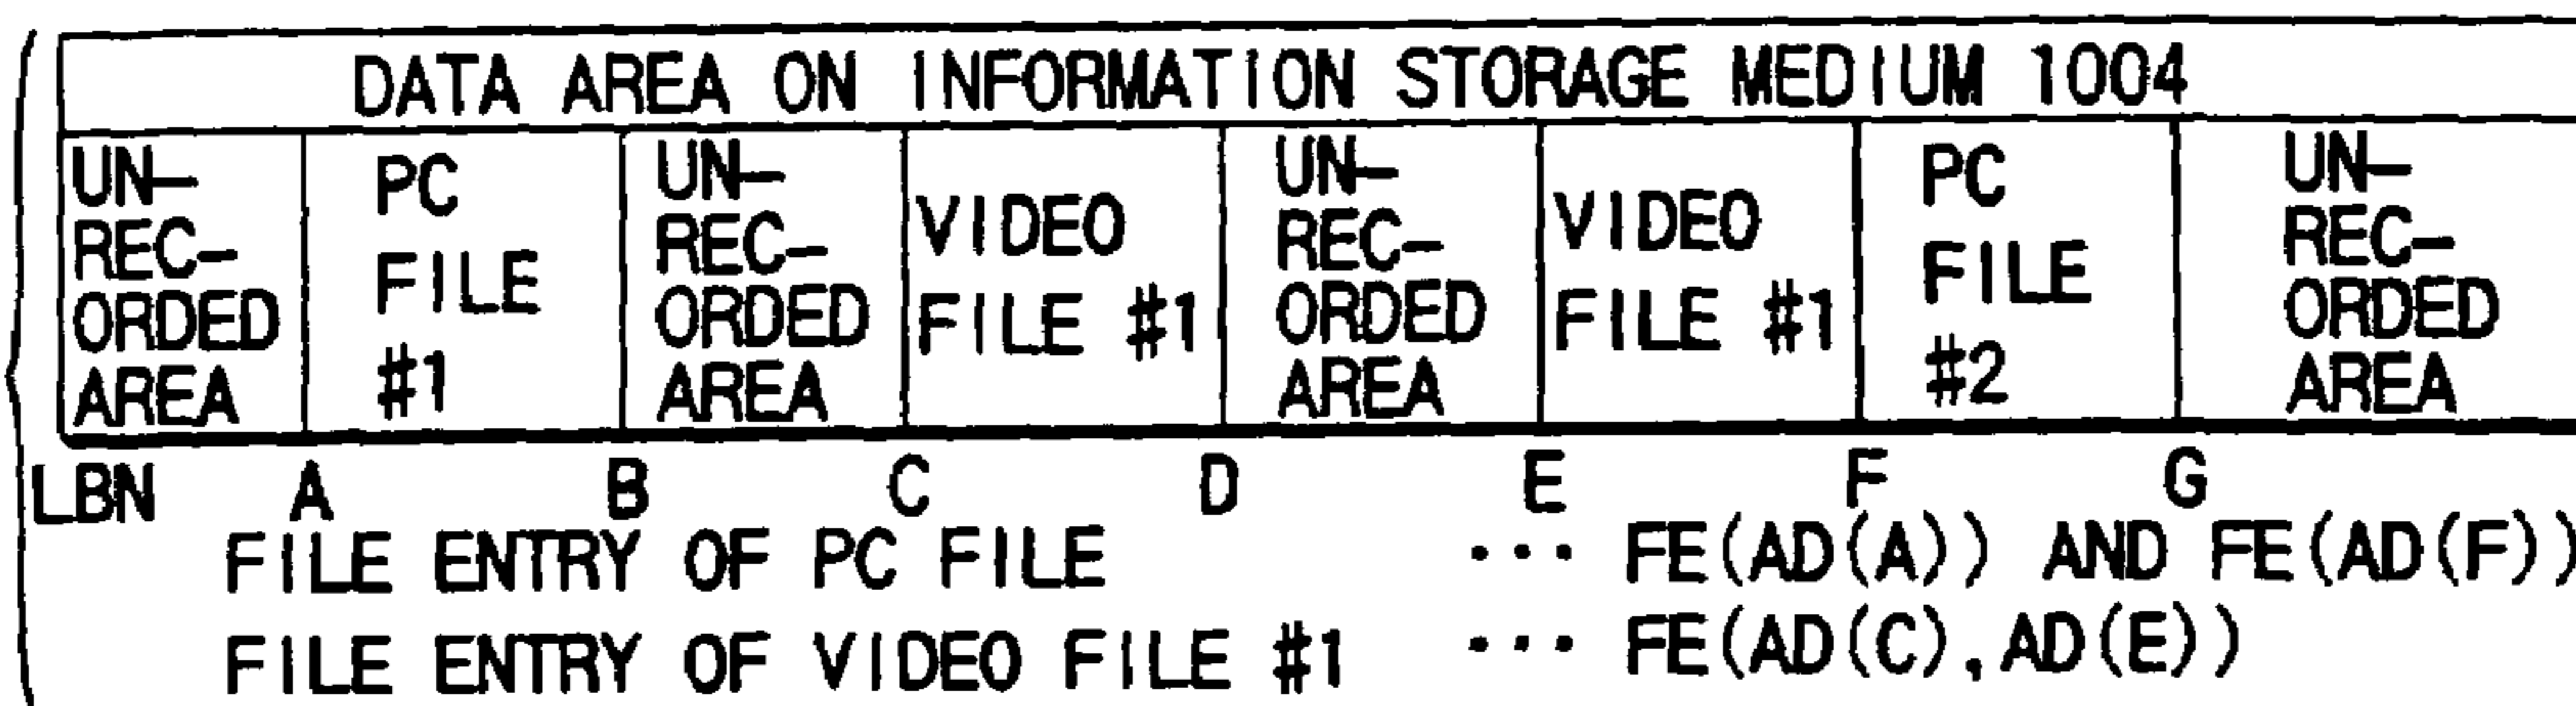 DATA AREA ON INFORMATION STORAGE MEDIUM 1004
UN-
REC-
ORDED
AREA
PC
FILE
#1
UN-
REC-
ORDED
AREA
VIDEO
FILE #1
UN-
REC-
ORDED
AREA
VIDEO
FILE #1
PC
FILE
#2
UN-
REC-
ORDED
AREA
LBN A B C D E F G
FILE ENTRY OF PC FILE ··· FE(AD(A)) AND FE(AD(F))
FILE ENTRY OF VIDEO FILE #1 ··· FE(AD(C),AD(E))